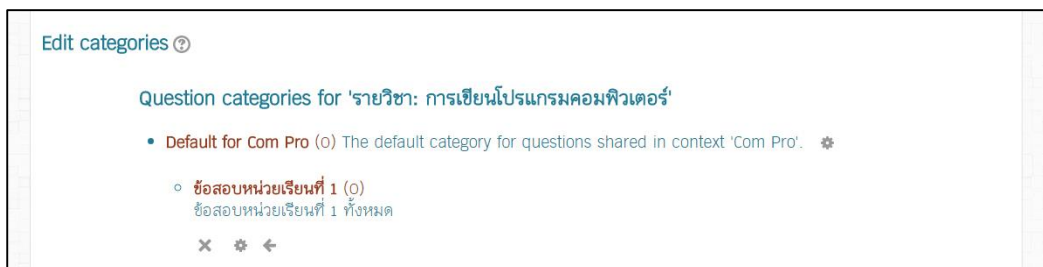 Edit categories
Question categories for 'รายวิชา: การเขียนโปรแกรมคอมพิวเตอร์'
Default for Com Pro (0) The default category for questions shared in context 'Com Pro'.
ข้อสอบหน่วยเรียนที่ 1 (0)
ข้อสอบหน่วยเรียนที่ 1 ทั้งหมด